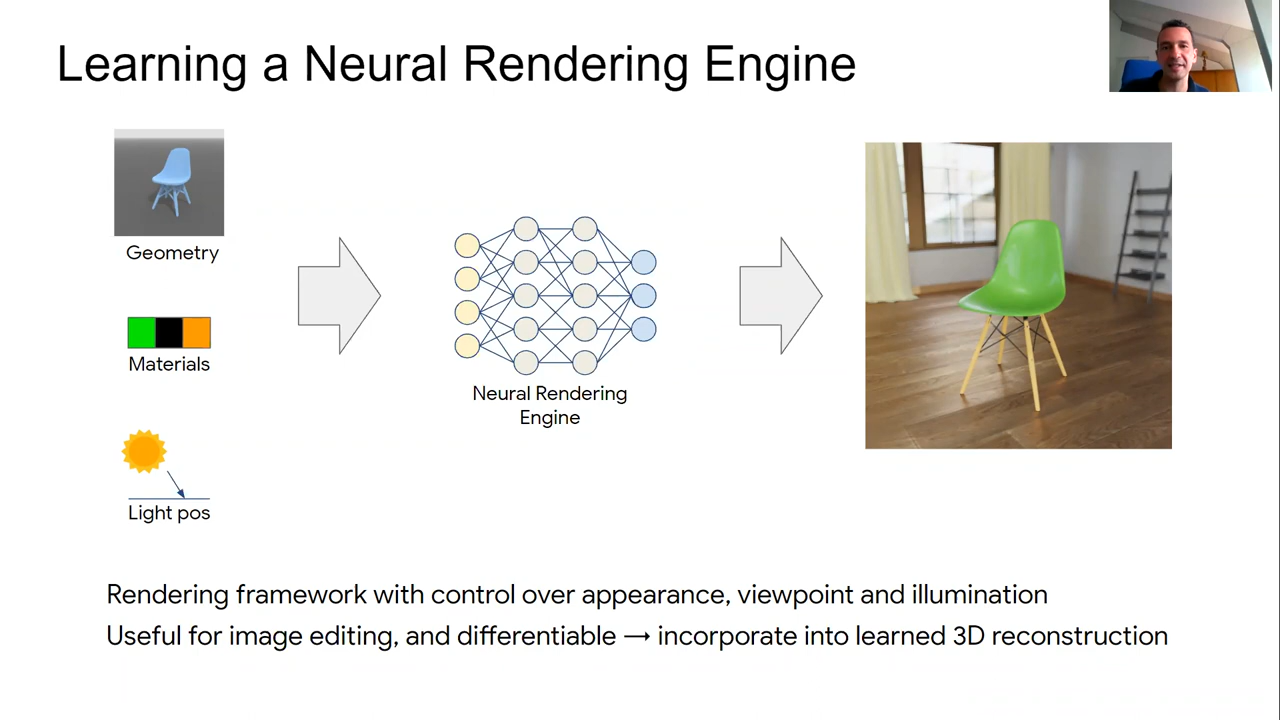 Learning a Neural Rendering Engine
Geometry
Materials
Light pos
Neural Rendering
Engine
Rendering framework with control over appearance, viewpoint and illumination
Useful for image editing, and differentiable → incorporate into learned 3D reconstruction